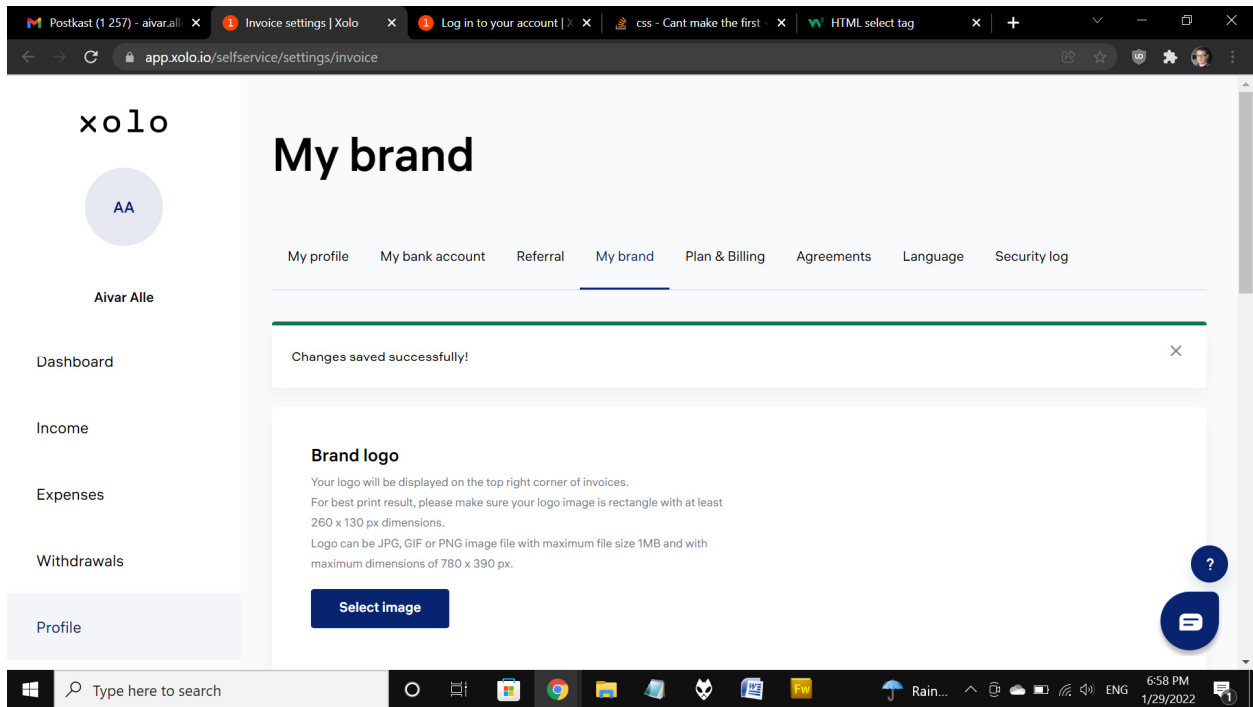 Postkast (1 257) - aivar.all
1 Invoice settings | Xolo
1 Log in to your account | X
css - Cant make the first <
HTML select tag
app.xolo.io/selfservice/settings/invoice
xolo
AA
Aivar Alle
Dashboard
Income
Expenses
Withdrawals
Profile
My brand
My profile My bank account Referral My brand Plan & Billing Agreements Language Security log
Changes saved successfully!
Brand logo
Your logo will be displayed on the top right corner of invoices.
For best print result, please make sure your logo image is rectangle with at least
260 x 130 px dimensions.
Logo can be JPG, GIF or PNG image file with maximum file size 1MB and with
maximum dimensions of 780 x 390 px.
Select image
?
Type here to search
Fw
Rain...
ENG
6:58 PM
1/29/2022
1